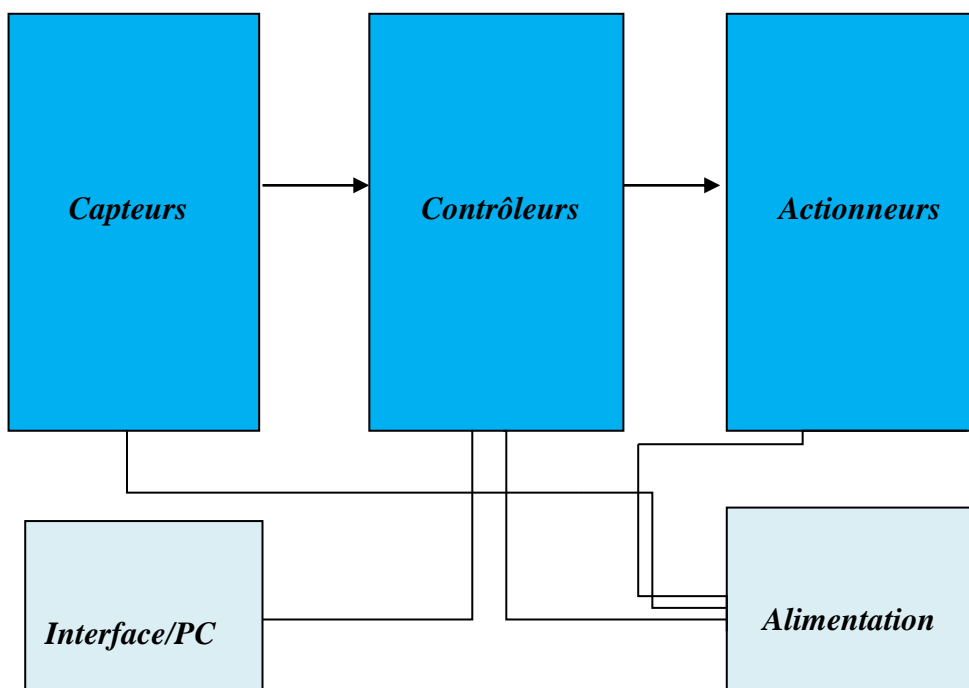 Capteurs
Contrôleurs
Actionneurs
Interface/PC
Alimentation